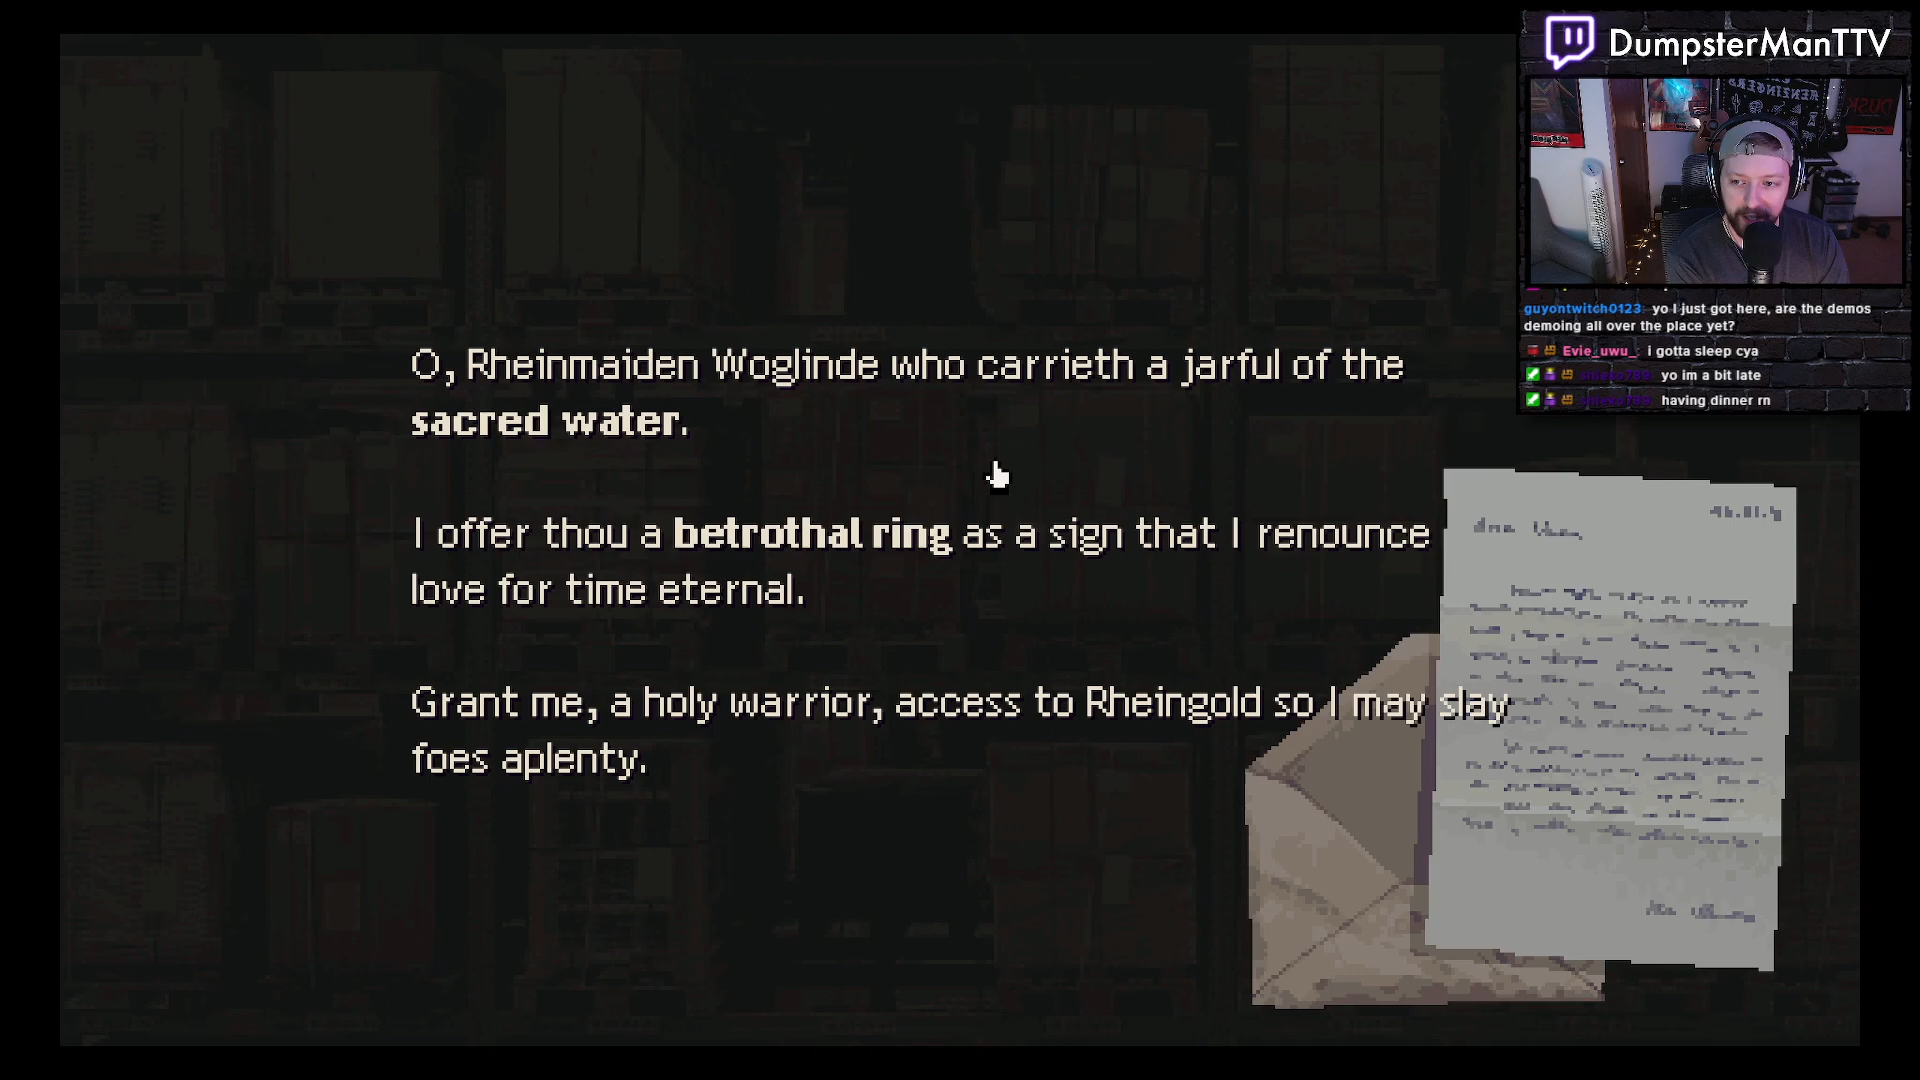 DumpsterManTTV
MENZINGERS
DUSK
guyontwitch0123: yo I just got here, are the demos
demoing all over the place yet?
Evie_uwu_: i gotta sleep cya
yo im a bit late
having dinner rn
O, Rheinmaiden Woglinde who carrieth a jarful of the
sacred water.
I offer thou a betrothal ring as a sign that I renounce
love for time eternal.
Grant me, a holy warrior, access to Rheingold so I may slay
foes aplenty.